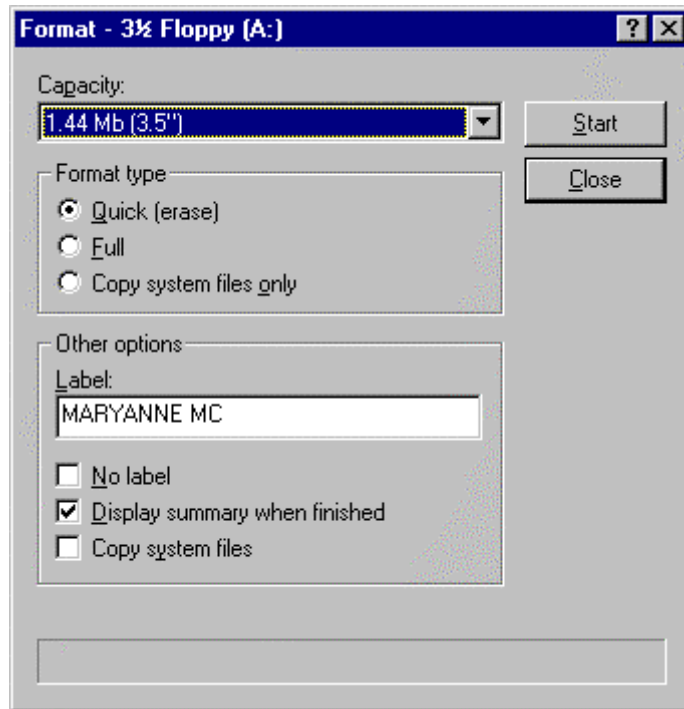 Format - 3½ Floppy (A:)
Capacity:
1.44 Mb (3.5")
Start
Format type
Close
Quick (erase)
Full
Copy system files only
Other options
Label:
MARYANNE MC
No label
Display summary when finished
Copy system files